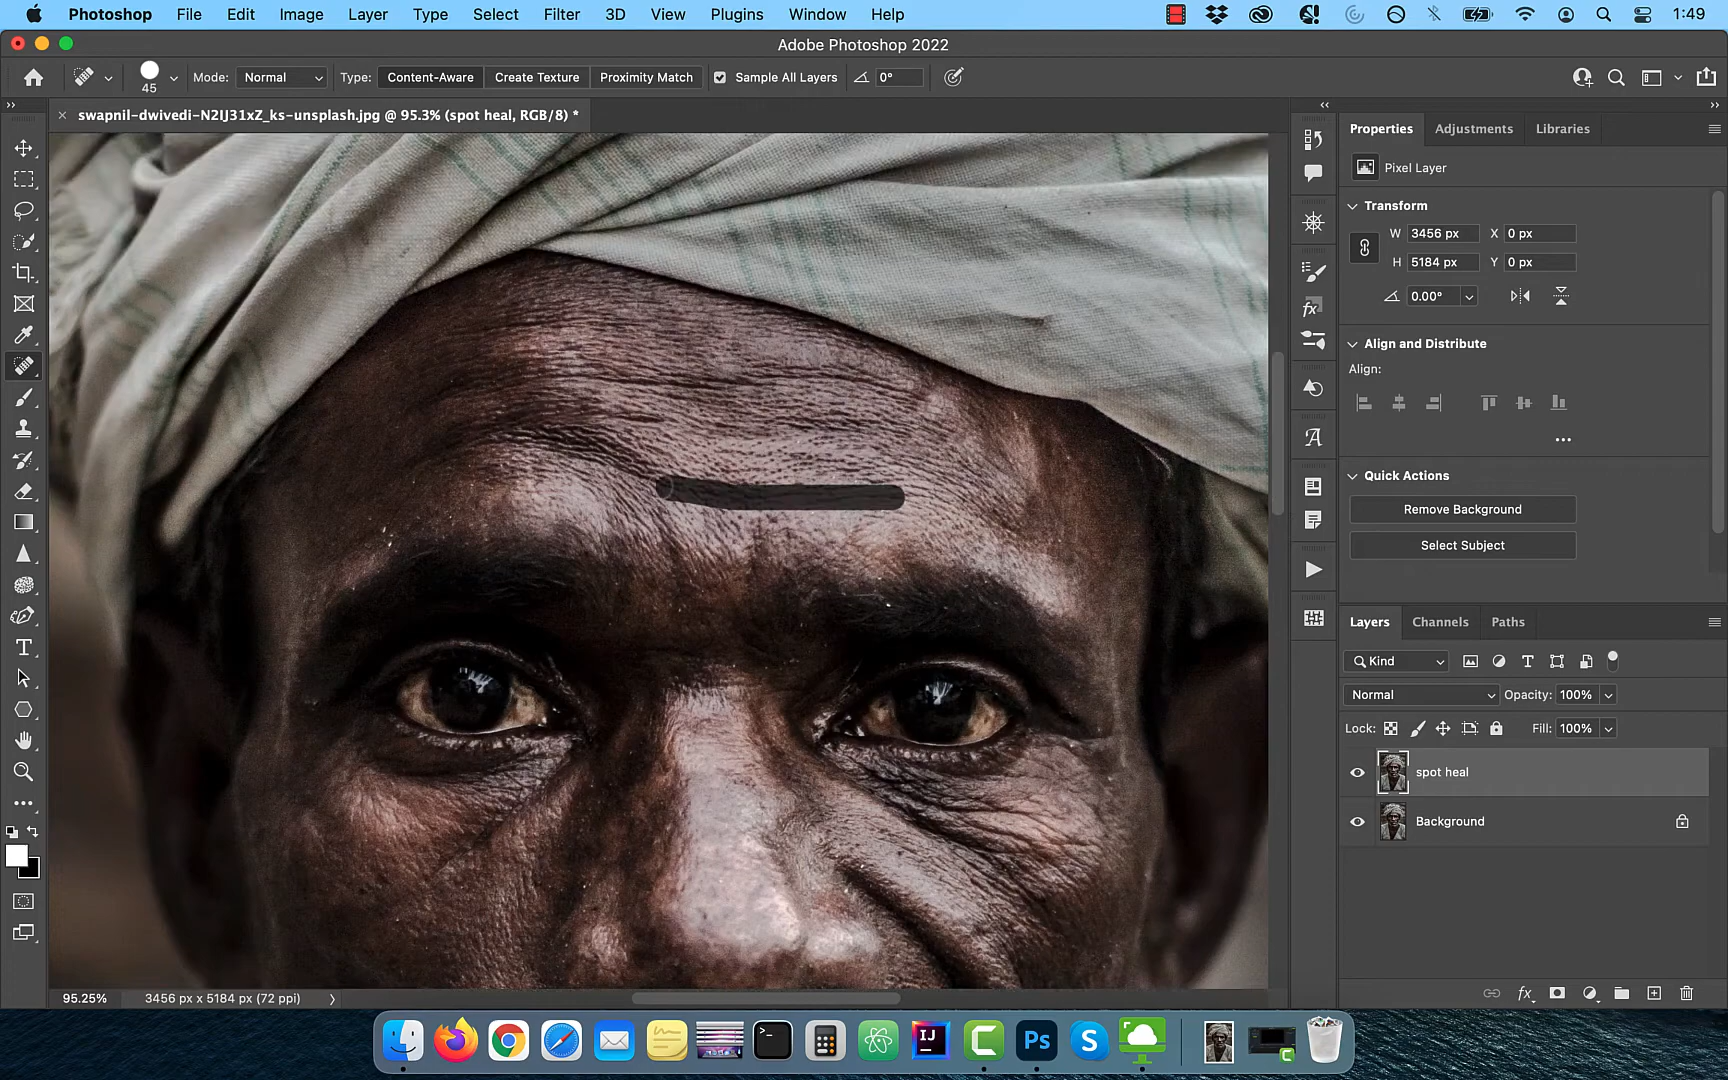 Photoshop File Edit Image Layer Type Select Filter 3D View Plugins Window Help 1:49
Adobe Photoshop 2022
45 Mode: Normal Type: Content-Aware Create Texture Proximity Match Sample All Layers 0°
swapnil-dwivedi-N2IJ31xZ_ks-unsplash.jpg @ 95.3% (spot heal, RGB/8) *
Properties Adjustments Libraries
Pixel Layer
Transform
W 3456 px X 0 px
H 5184 px Y 0 px
0.00°
Align and Distribute
Align:
Quick Actions
Remove Background
Select Subject
Layers Channels Paths
Kind
Normal Opacity: 100%
Lock: Fill: 100%
spot heal
Background
95.25% 3456 px x 5184 px (72 ppi)